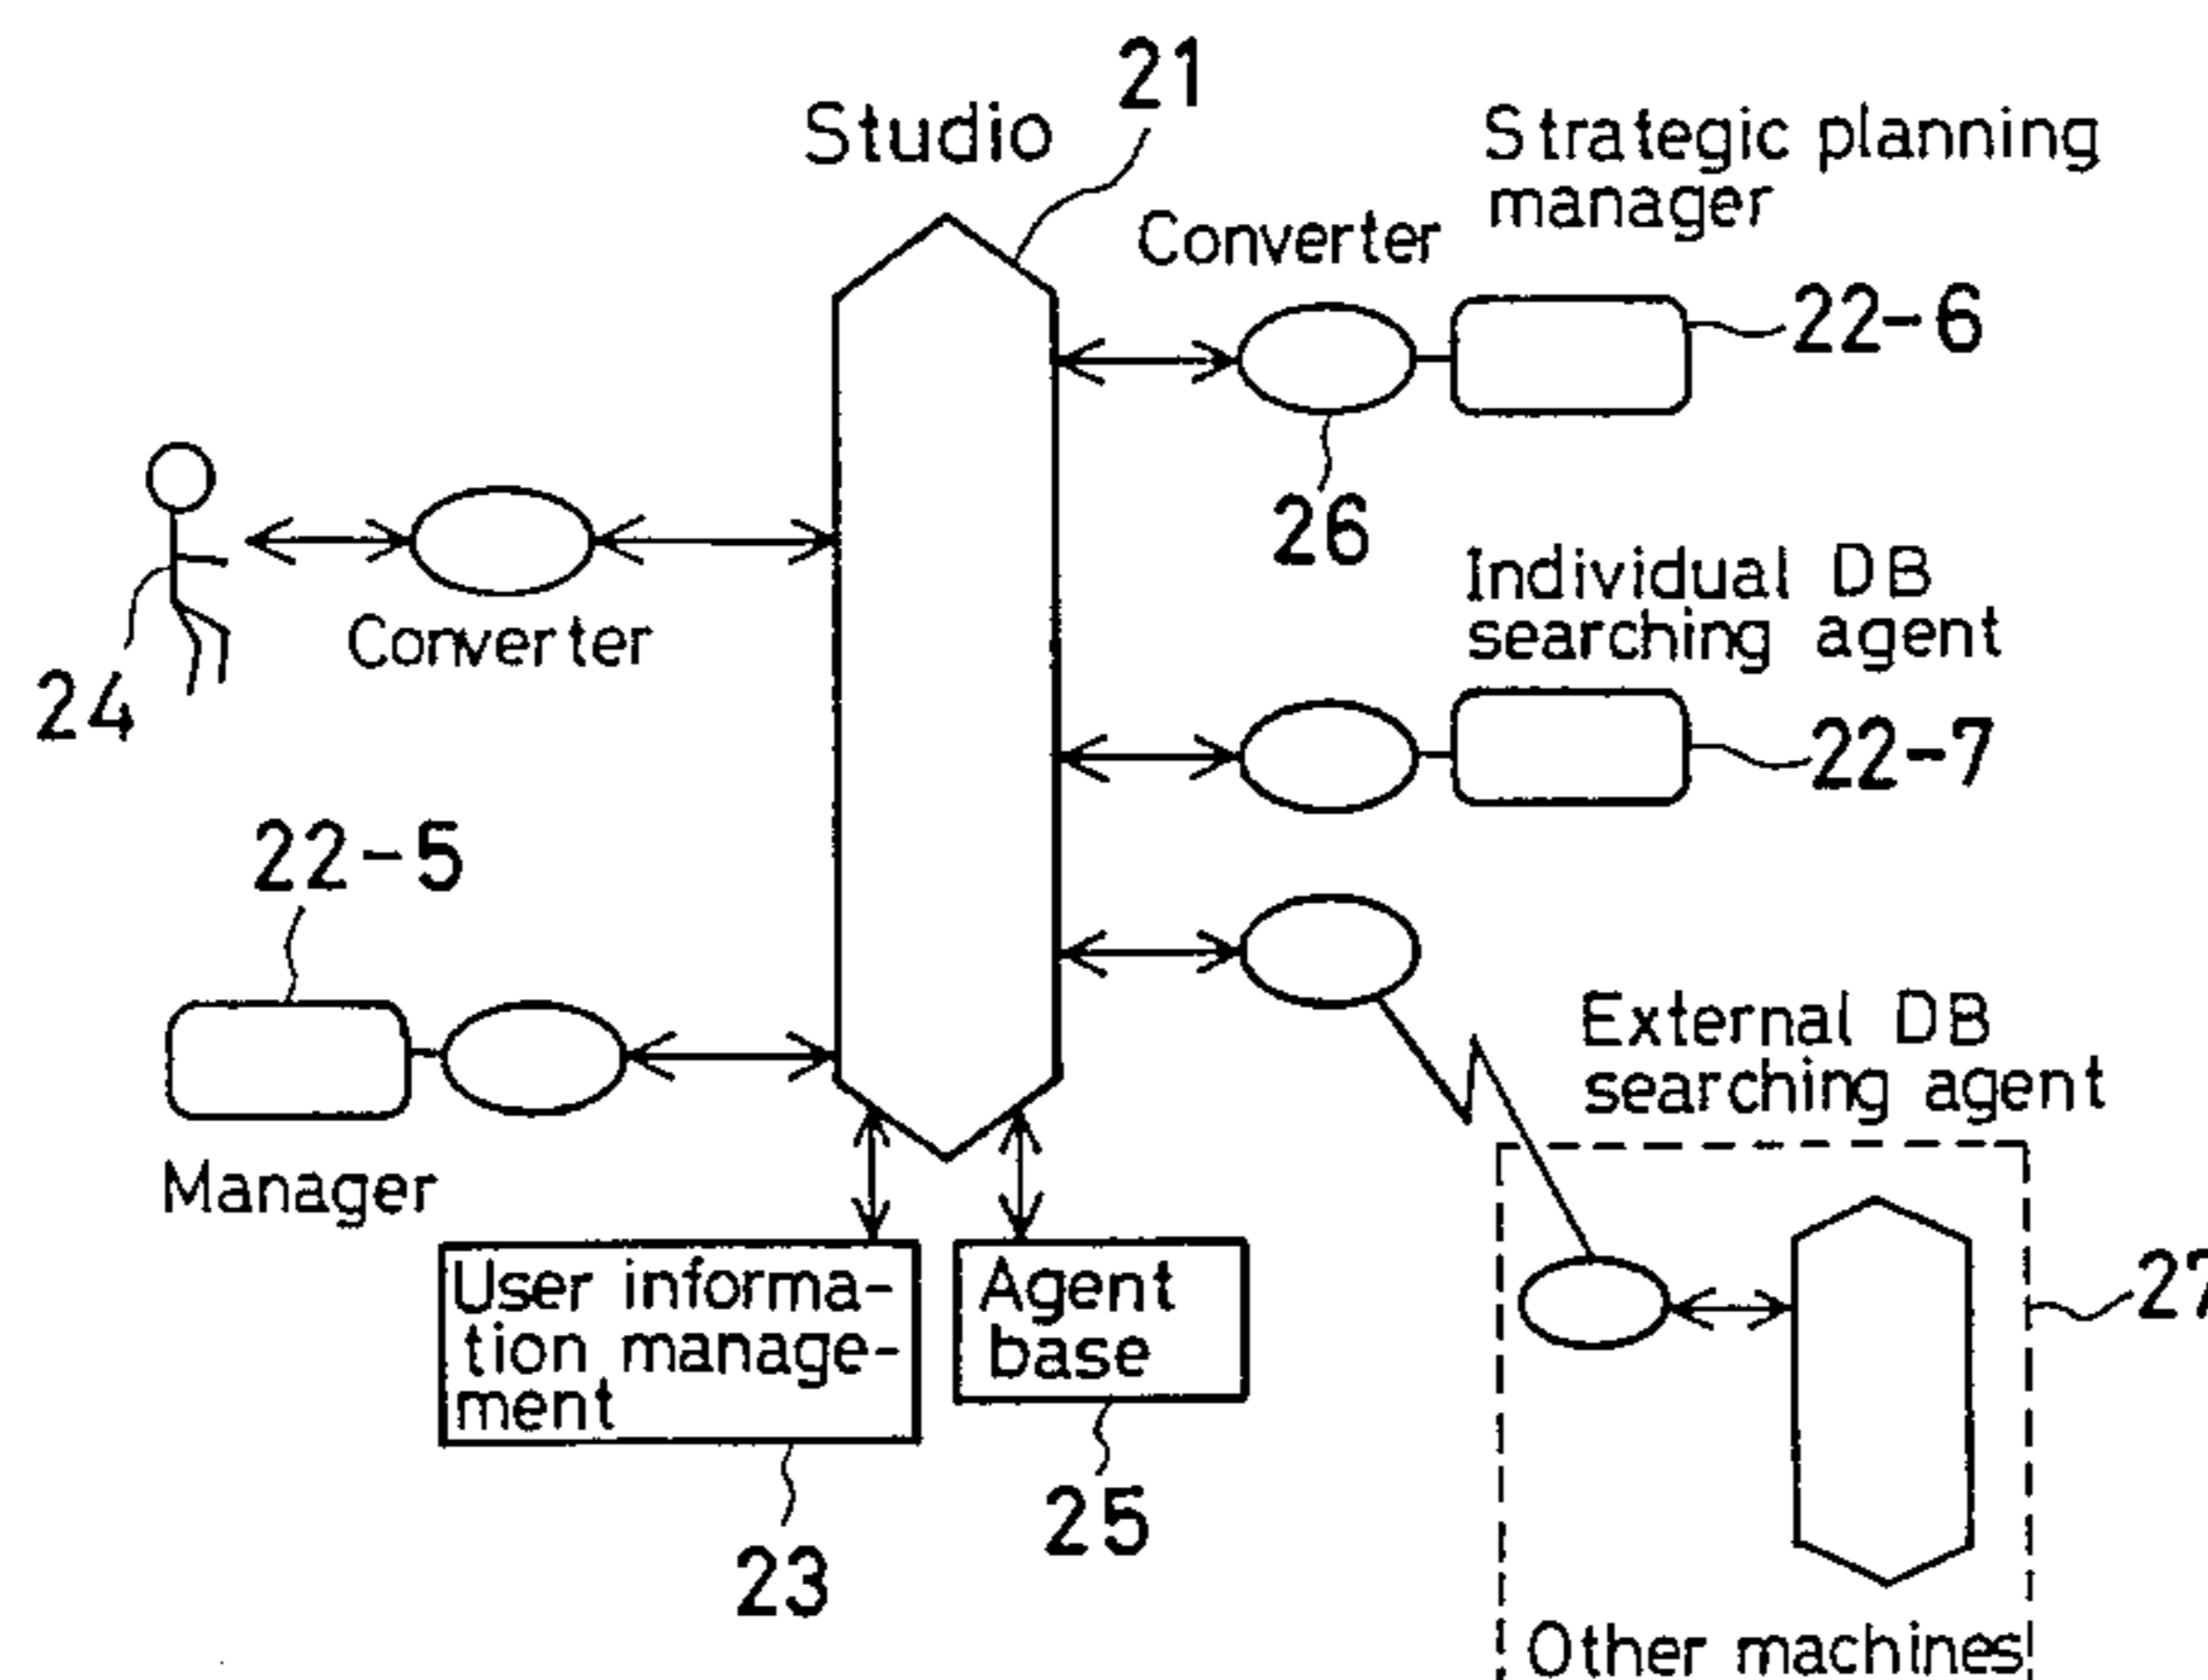 21
Studio
Strategic planning
manager
Converter
22-6
26
Individual DB
searching agent
Converter
24
22-7
22-5
External DB
searching agent
Manager
User informa-
tion manage-
ment
Agent
base
27
25
23
Other machines